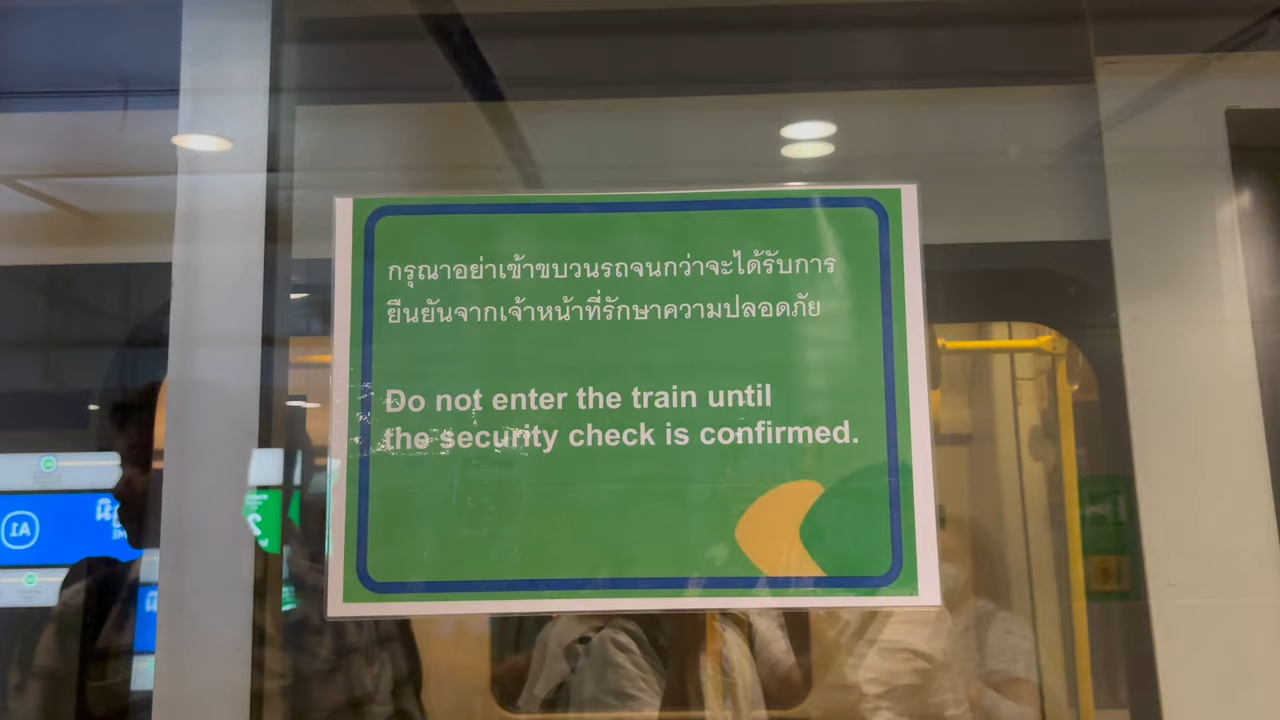 กรุณาอย่าเข้าขบวนรถจนกว่าจะได้รับการ
ยืนยันจากเจ้าหน้าที่รักษาความปลอดภัย
Do not enter the train until
the security check is confirmed.
A1